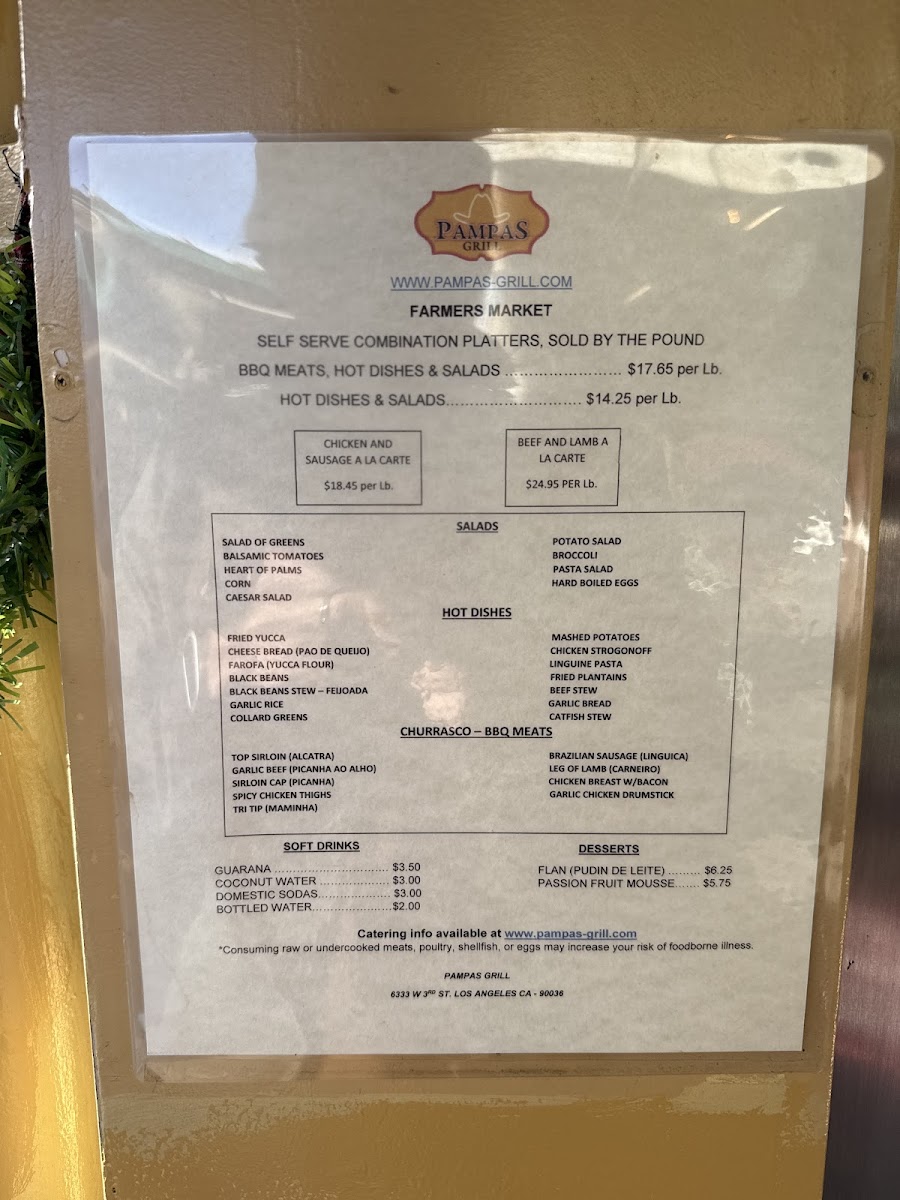 PAMPAS
GRILL
WWW.PAMPAS-GRILL.COM
FARMERS MARKET
SELF SERVE COMBINATION PLATTERS, SOLD BY THE POUND
BBQ MEATS, HOT DISHES & SALADS ........................ $17.65 per Lb.
HOT DISHES & SALADS............................ $14.25 per Lb.
CHICKEN AND
SAUSAGE A LA CARTE
$18.45 per Lb.
BEEF AND LAMB A
LA CARTE
$24.95 PER Lb.
SALADS
SALAD OF GREENS
BALSAMIC TOMATOES
HEART OF PALMS
CORN
CAESAR SALAD
POTATO SALAD
BROCCOLI
PASTA SALAD
HARD BOILED EGGS
HOT DISHES
FRIED YUCCA
CHEESE BREAD (PAO DE QUEIJO)
FAROFA (YUCCA FLOUR)
BLACK BEANS
BLACK BEANS STEW – FEIJOADA
GARLIC RICE
COLLARD GREENS
MASHED POTATOES
CHICKEN STROGONOFF
LINGUINE PASTA
FRIED PLANTAINS
BEEF STEW
GARLIC BREAD
CATFISH STEW
CHURRASCO – BBQ MEATS
TOP SIRLOIN (ALCATRA)
GARLIC BEEF (PICANHA AO ALHO)
SIRLOIN CAP (PICANHA)
SPICY CHICKEN THIGHS
TRI TIP (MAMINHA)
BRAZILIAN SAUSAGE (LINGUICA)
LEG OF LAMB (CARNEIRO)
CHICKEN BREAST W/BACON
GARLIC CHICKEN DRUMSTICK
SOFT DRINKS
GUARANA ................................ $3.50
COCONUT WATER .................... $3.00
DOMESTIC SODAS..................... $3.00
BOTTLED WATER.......................$2.00
DESSERTS
FLAN (PUDIN DE LEITE) ......... $6.25
PASSION FRUIT MOUSSE....... $5.75
Catering info available at www.pampas-grill.com
*Consuming raw or undercooked meats, poultry, shellfish, or eggs may increase your risk of foodborne illness.
PAMPAS GRILL
6333 W 3RD ST. LOS ANGELES CA - 90036